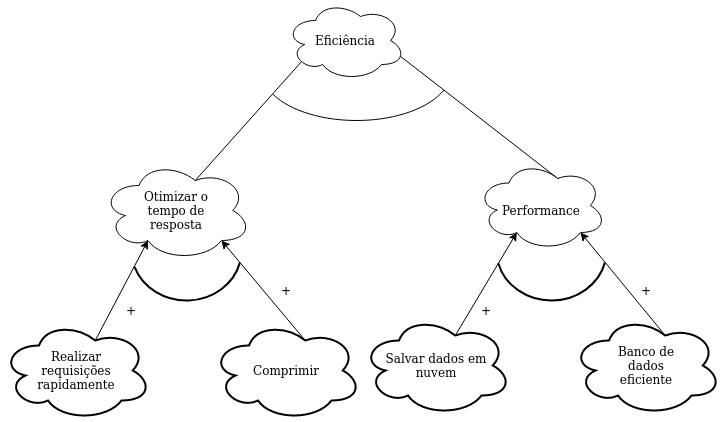 Eficiência
Otimizar o
tempo de
resposta
Performance
+
+
+
+
Realizar
requisições
rapidamente
Comprimir
Salvar dados em
nuvem
Banco de
dados
eficiente